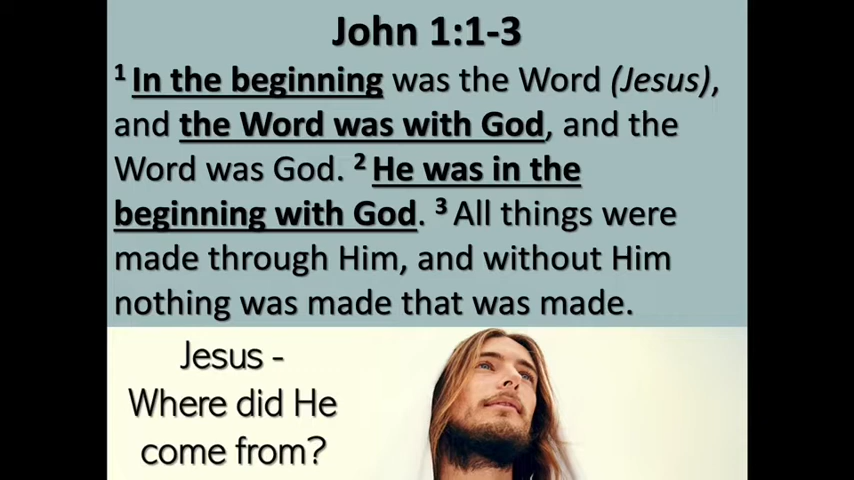 John 1:1-3
¹ In the beginning was the Word (Jesus),
and the Word was with God, and the
Word was God. ² He was in the
beginning with God. ³ All things were
made through Him, and without Him
nothing was made that was made.
Jesus -
Where did He
come from?